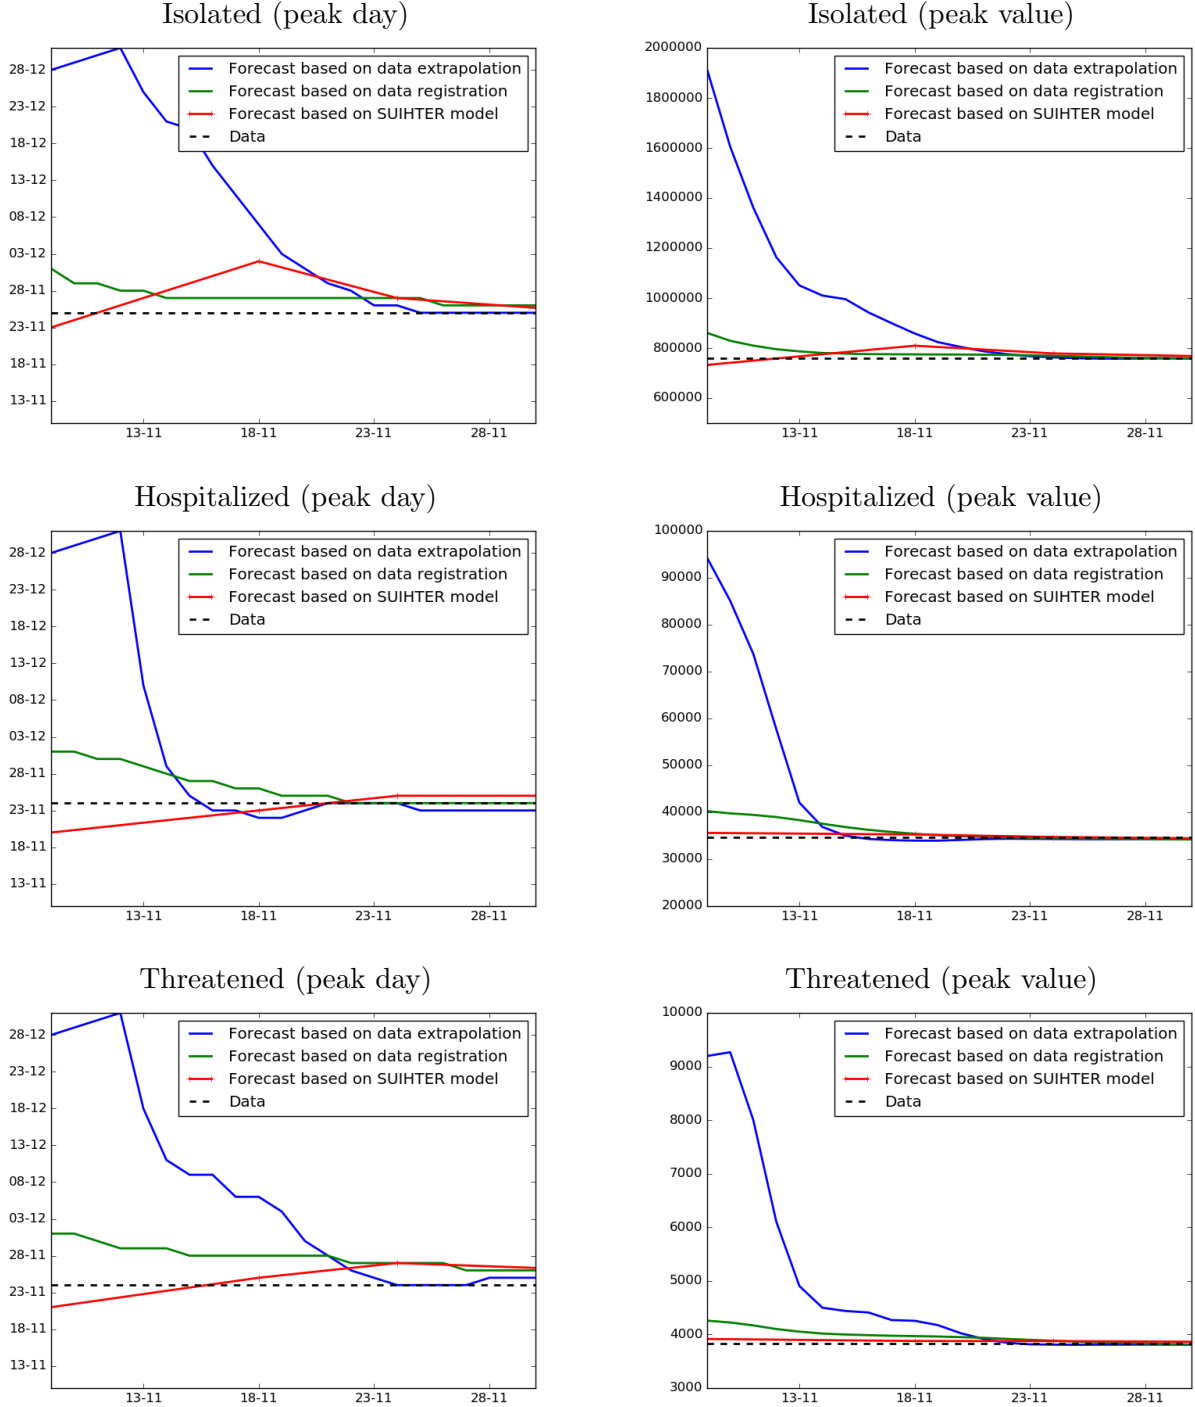 Isolated (peak day)
28-12
23-12
18-12
13-12
08-12
03-12
28-11
23-11
18-11
13-11
13-11 18-11 23-11 28-11
Forecast based on data extrapolation
Forecast based on data registration
Forecast based on SUIHTER model
Data
Isolated (peak value)
2000000
1800000
1600000
1400000
1200000
1000000
800000
600000
13-11 18-11 23-11 28-11
Forecast based on data extrapolation
Forecast based on data registration
Forecast based on SUIHTER model
Data
Hospitalized (peak day)
28-12
23-12
18-12
13-12
08-12
03-12
28-11
23-11
18-11
13-11
13-11 18-11 23-11 28-11
Forecast based on data extrapolation
Forecast based on data registration
Forecast based on SUIHTER model
Data
Hospitalized (peak value)
100000
90000
80000
70000
60000
50000
40000
30000
20000
13-11 18-11 23-11 28-11
Forecast based on data extrapolation
Forecast based on data registration
Forecast based on SUIHTER model
Data
Threatened (peak day)
28-12
23-12
18-12
13-12
08-12
03-12
28-11
23-11
18-11
13-11
13-11 18-11 23-11 28-11
Forecast based on data extrapolation
Forecast based on data registration
Forecast based on SUIHTER model
Data
Threatened (peak value)
10000
9000
8000
7000
6000
5000
4000
3000
13-11 18-11 23-11 28-11
Forecast based on data extrapolation
Forecast based on data registration
Forecast based on SUIHTER model
Data